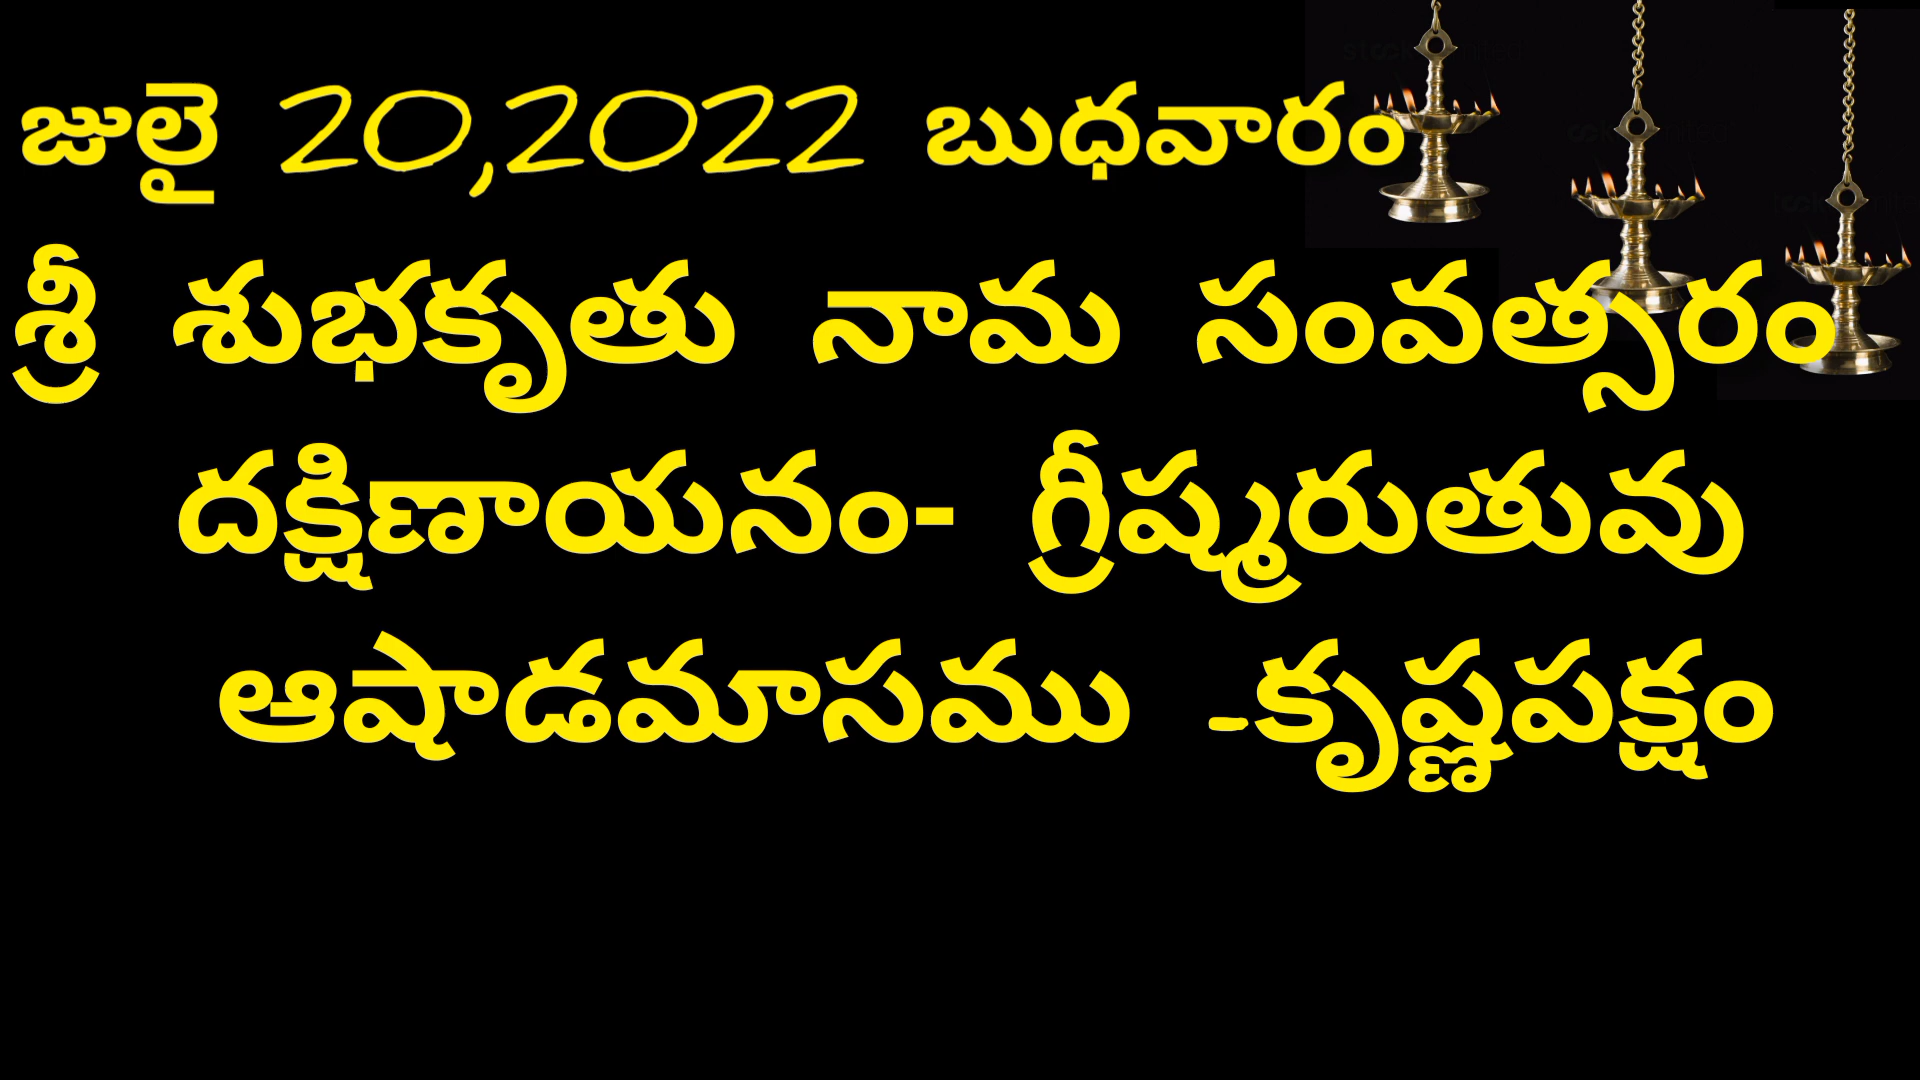 జులై 20,2022 బుధవారం
శ్రీ శుభకృతు నామ సంవత్సరం
దక్షిణాయనం- గ్రీష్మరుతువు
ఆషాడమాసము -కృష్ణపక్షం